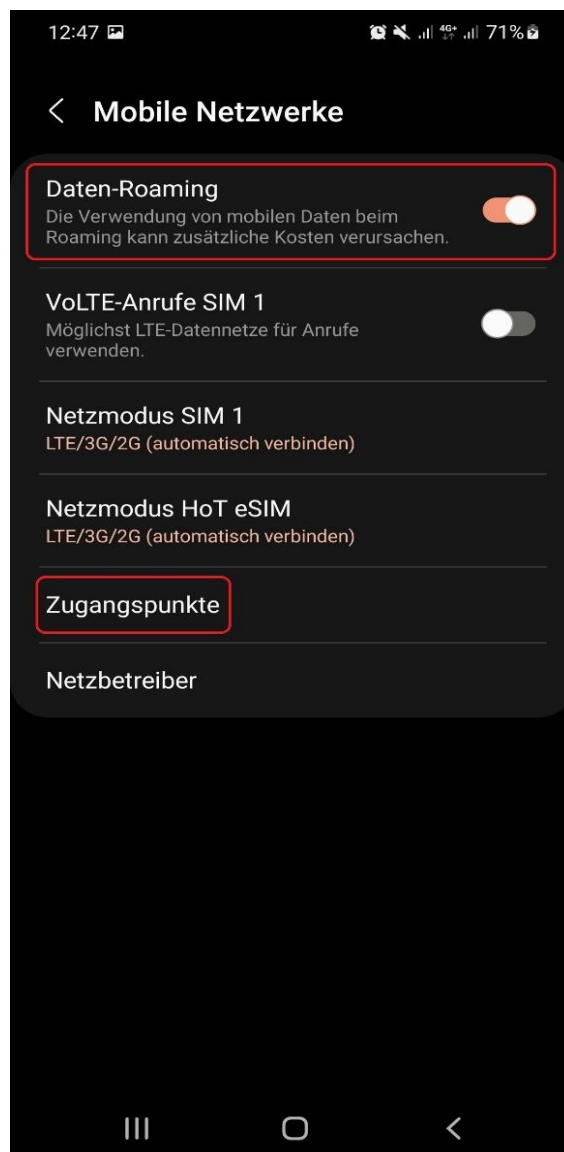 12:47 4G+ 71%
Mobile Netzwerke
Daten-Roaming
Die Verwendung von mobilen Daten beim
Roaming kann zusätzliche Kosten verursachen.
VoLTE-Anrufe SIM 1
Möglichst LTE-Datennetze für Anrufe
verwenden.
Netzmodus SIM 1
LTE/3G/2G (automatisch verbinden)
Netzmodus HoT eSIM
LTE/3G/2G (automatisch verbinden)
Zugangspunkte
Netzbetreiber